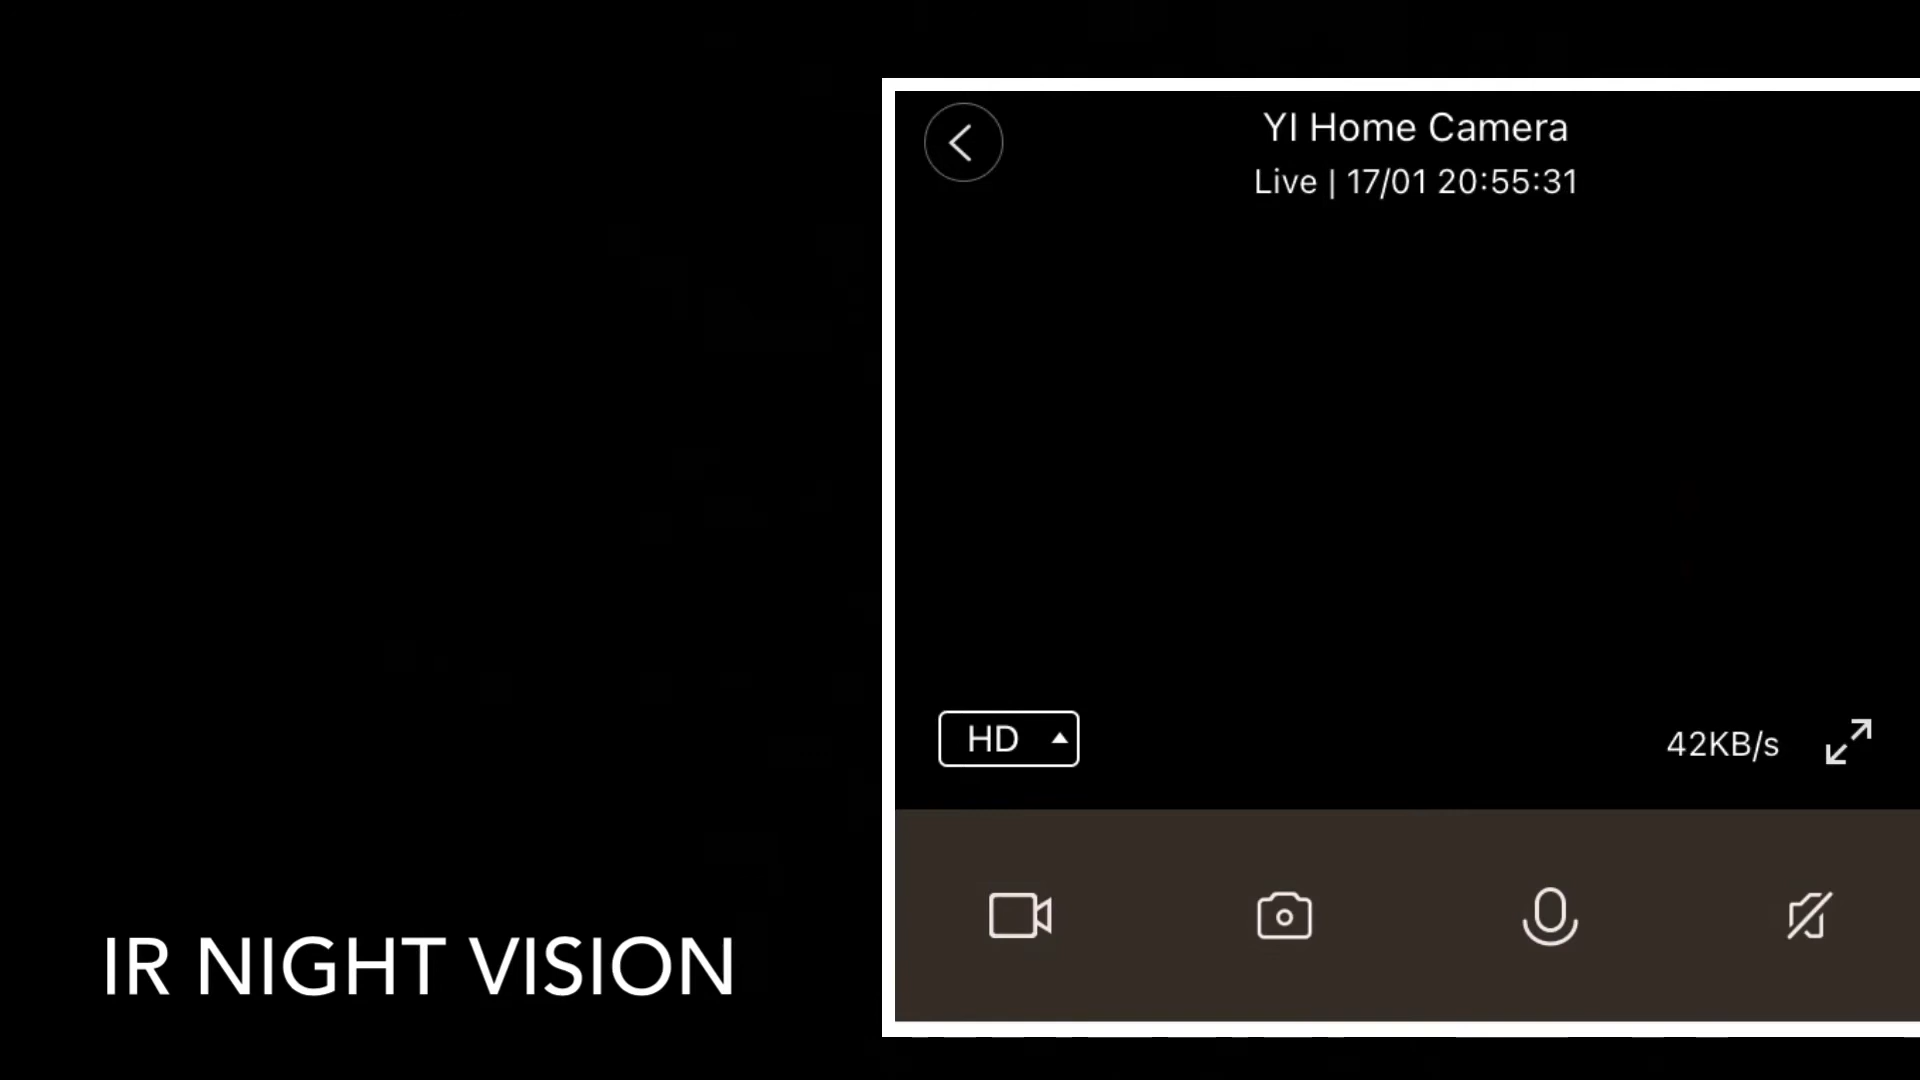 YI Home Camera
Live | 17/01 20:55:31
HD
42KB/s
IR NIGHT VISION